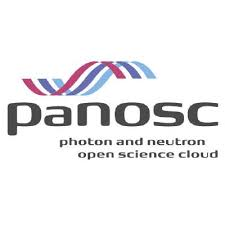 panosc
photon and neutron
open science cloud